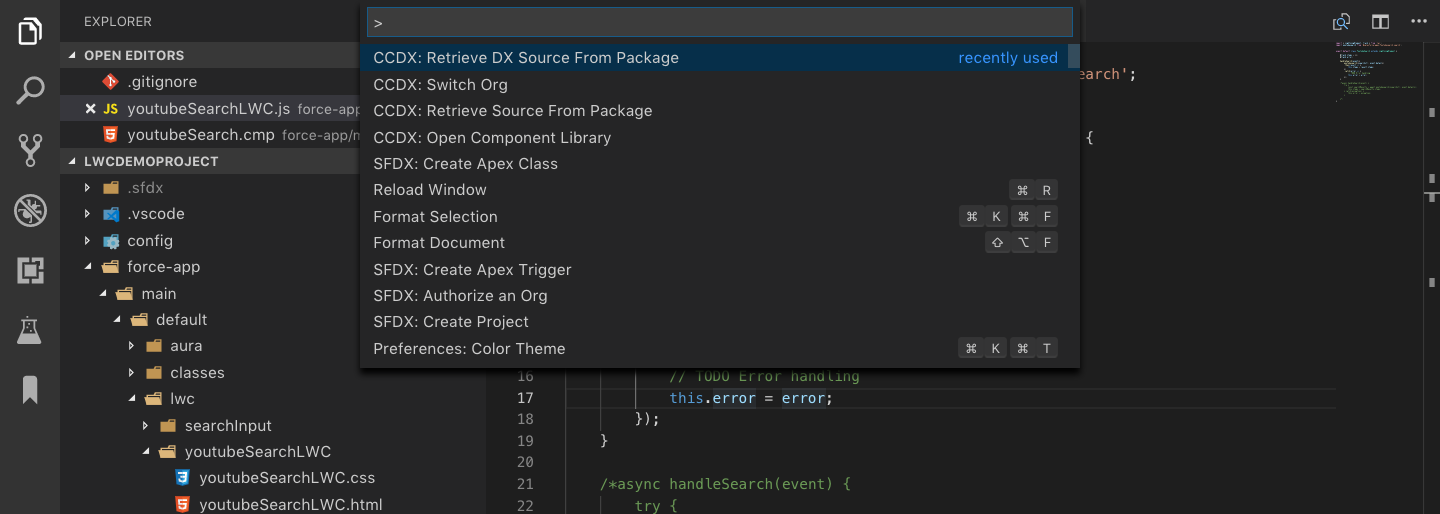 EXPLORER
OPEN EDITORS
.gitignore
JS youtubeSearchLWC.js force-app
youtubeSearch.cmp force-app/m
LWCDEMOPROJECT
.sfdx
.vscode
config
force-app
main
default
aura
classes
lwc
searchInput
youtubeSearchLWC
youtubeSearchLWC.css
youtubeSearchLWC.html
>
CCDX: Retrieve DX Source From Package recently used
CCDX: Switch Org
CCDX: Retrieve Source From Package
CCDX: Open Component Library
SFDX: Create Apex Class
Reload Window ⌘ R
Format Selection ⌘ K ⌘ F
Format Document ⇧ ⌥ F
SFDX: Create Apex Trigger
SFDX: Authorize an Org
SFDX: Create Project
Preferences: Color Theme ⌘ K ⌘ T
earch';
{
16 // TODO Error handling
17 this.error = error;
18 });
19 }
20
21 /*async handleSearch(event) {
22 try {